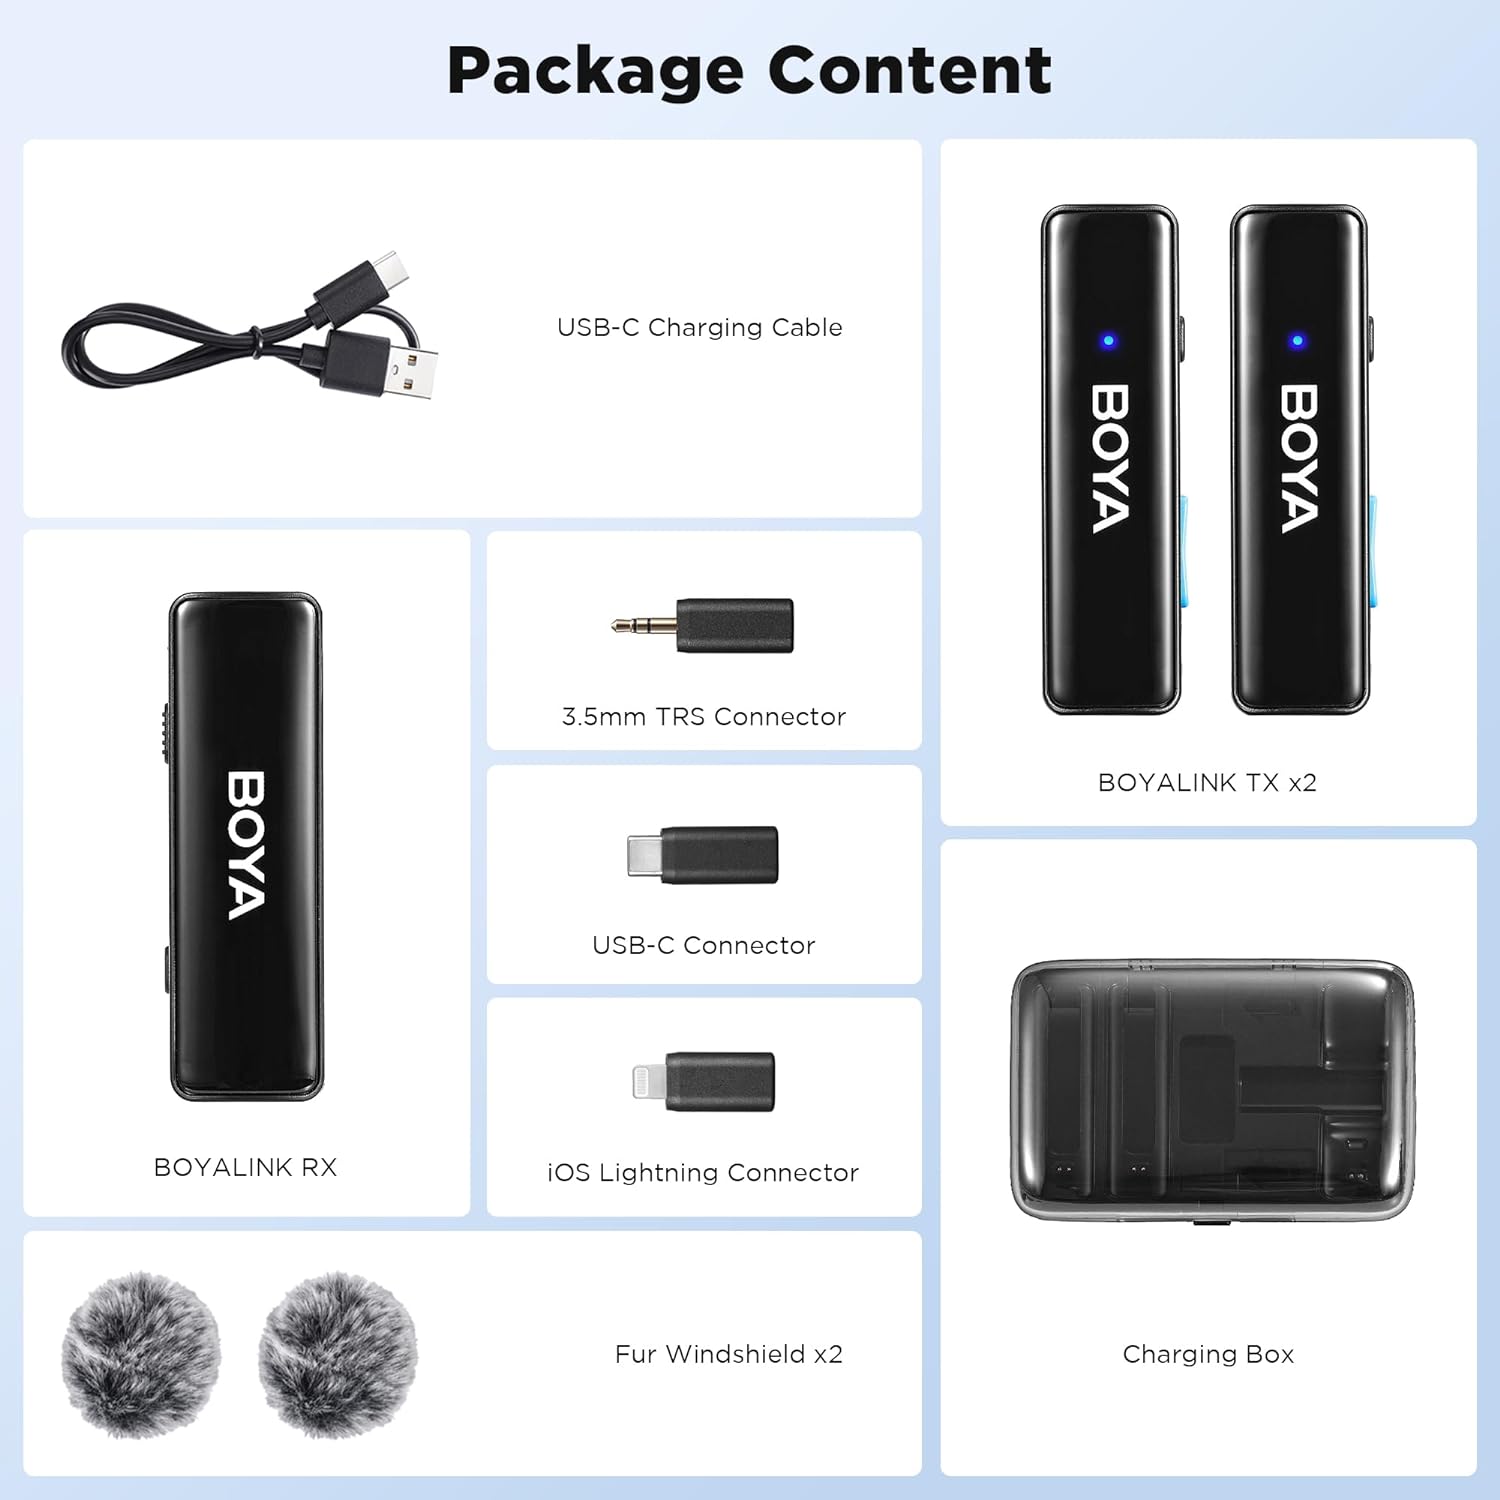 Package Content
USB-C Charging Cable
BOYA
BOYA
BOYALINK TX x2
BOYA
BOYALINK RX
3.5mm TRS Connector
USB-C Connector
iOS Lightning Connector
Fur Windshield x2
Charging Box